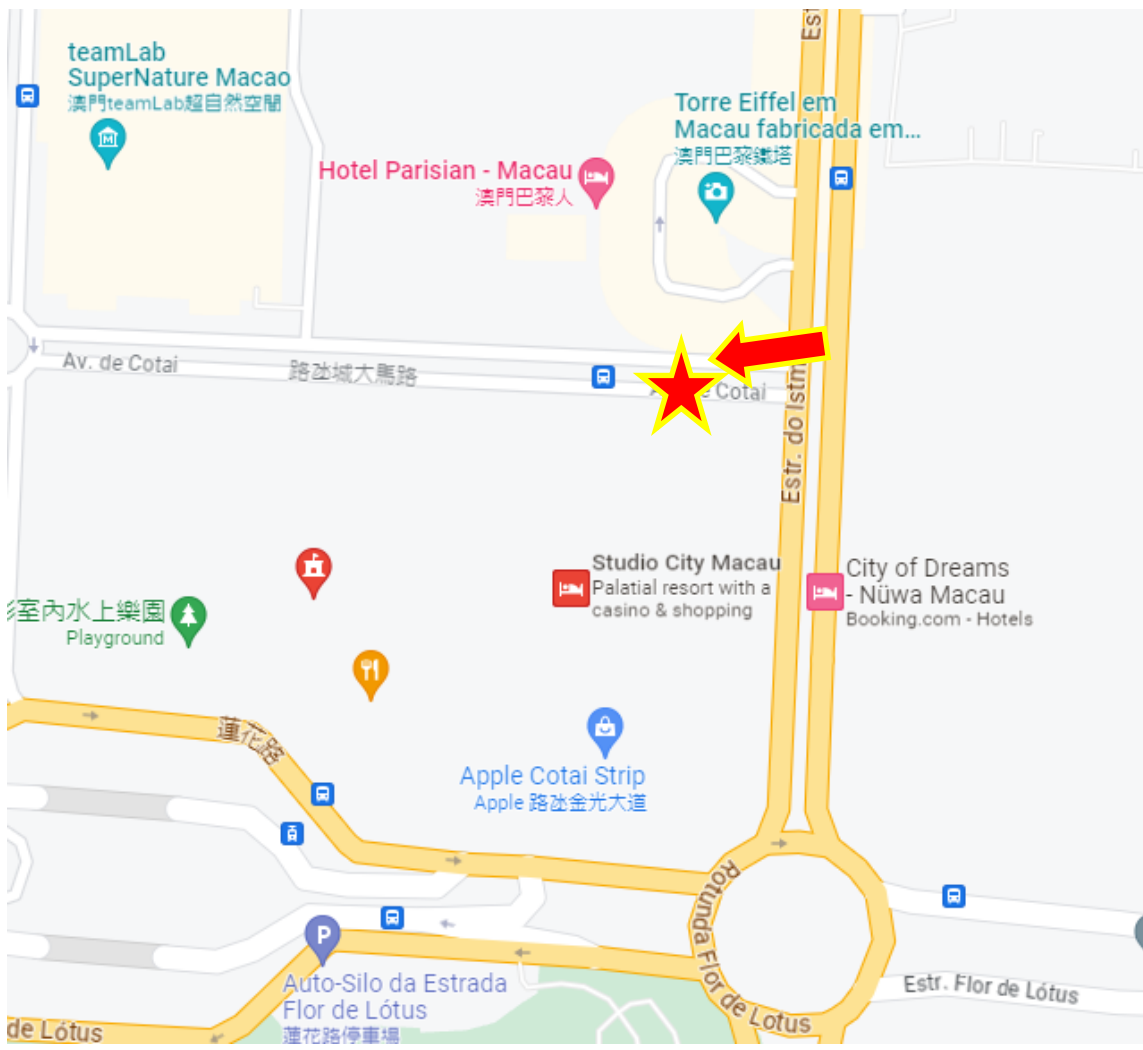 Est
teamLab
SuperNature Macao
澳門teamLab超自然空間
Torre Eiffel em
Macau fabricada em...
澳門巴黎鐵塔
Hotel Parisian - Macau
澳門巴黎人
Av. de Cotai
路氹城大馬路
Cotai
Estr. do Istm
Studio City Macau
Palatial resort with a
casino & shopping
City of Dreams
- Nüwa Macau
Booking.com - Hotels
室內水上樂園
Playground
蓮花路
Apple Cotai Strip
Apple 路氹金光大道
Rotunda Flor de Lotus
P
Auto-Silo da Estrada
Flor de Lótus
蓮花路停車場
Estr. Flor de Lótus
de Lótus